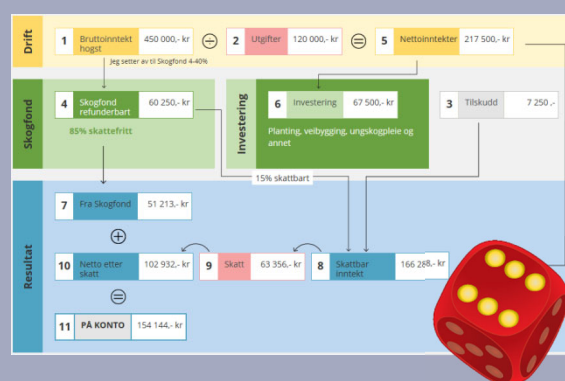 Drift
1 Bruttoinntekt hogst 450 000,- kr
2 Utgifter 120 000,- kr
5 Nettoinntekter 217 500,- kr
Jeg setter av til Skogfond 4-40%
Skogfond
4 Skogfond refunderbart 60 250,- kr
85% skattefritt
Investering
6 Investering 67 500,- kr
Planting, veibygging, ungskogpleie og
annet
3 Tilskudd 7 250 ,-
15% skattbart
Resultat
7 Fra Skogfond 51 213,- kr
10 Netto etter skatt 102 932,- kr
9 Skatt 63 356,- kr
8 Skattbar inntekt 166 288,- kr
11 PÅ KONTO 154 144,- kr